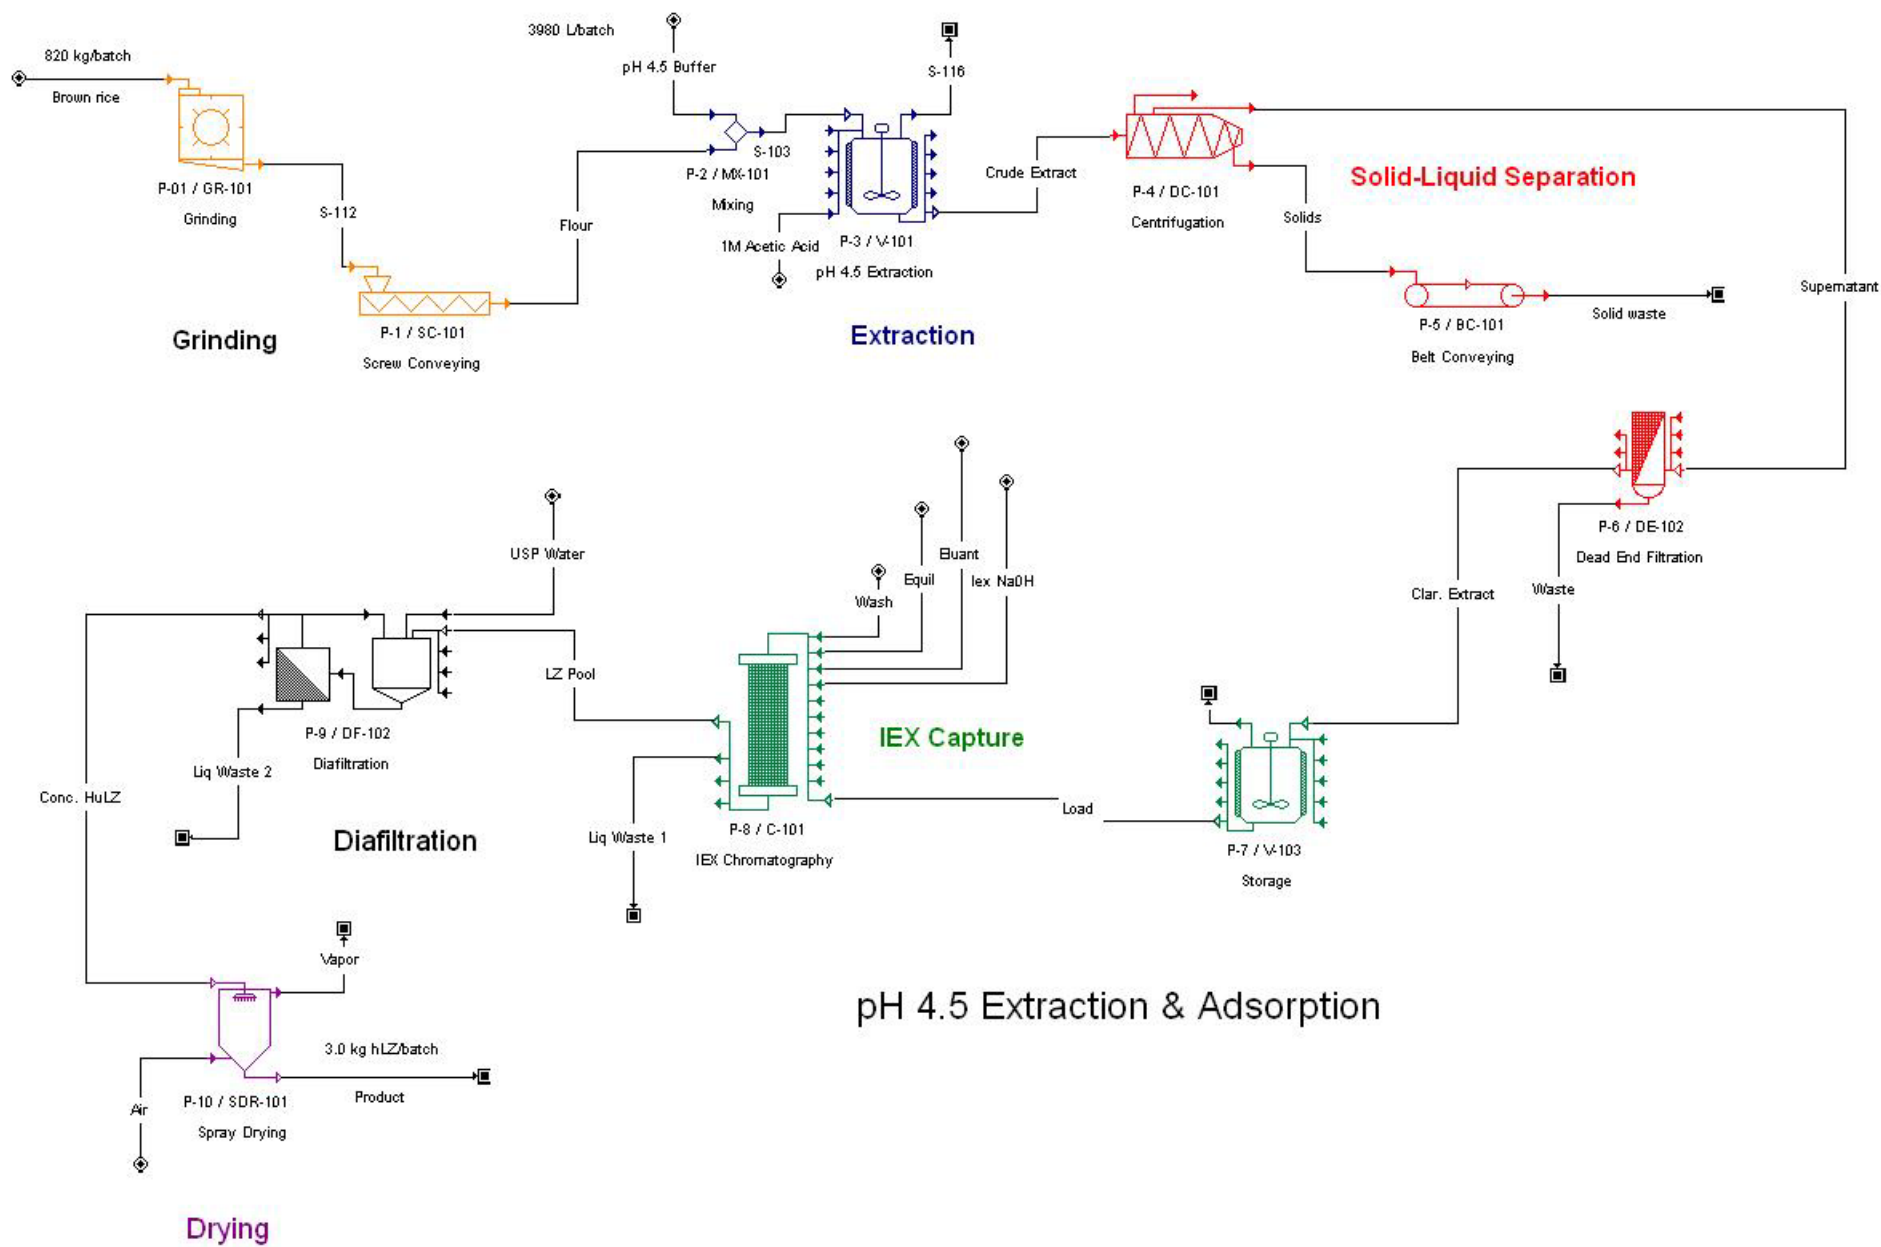 820 kg/batch
Brown rice
P-01 / GR-101
Grinding
S-112
P-1 / SC-101
Screw Conveying
Grinding
Flour
3980 L/batch
pH 4.5 Buffer
S-103
P-2 / MX-101
Mixing
1M Acetic Acid
S-116
P-3 / V-101
pH 4.5 Extraction
Extraction
Crude Extract
P-4 / DC-101
Centrifugation
Solids
Solid-Liquid Separation
P-5 / BC-101
Belt Conveying
Solid waste
Supernatant
P-6 / DE-102
Dead End Filtration
Waste
Clar. Extract
P-7 / V-103
Storage
Load
Wash
Equil
Eluant
Iex NaOH
IEX Capture
P-8 / C-101
IEX Chromatography
Liq Waste 1
LZ Pool
USP Water
P-9 / DF-102
Diafiltration
Liq Waste 2
Diafiltration
Conc. HuLZ
Vapor
3.0 kg hLZ/batch
Product
Air
P-10 / SDR-101
Spray Drying
Drying
pH 4.5 Extraction & Adsorption